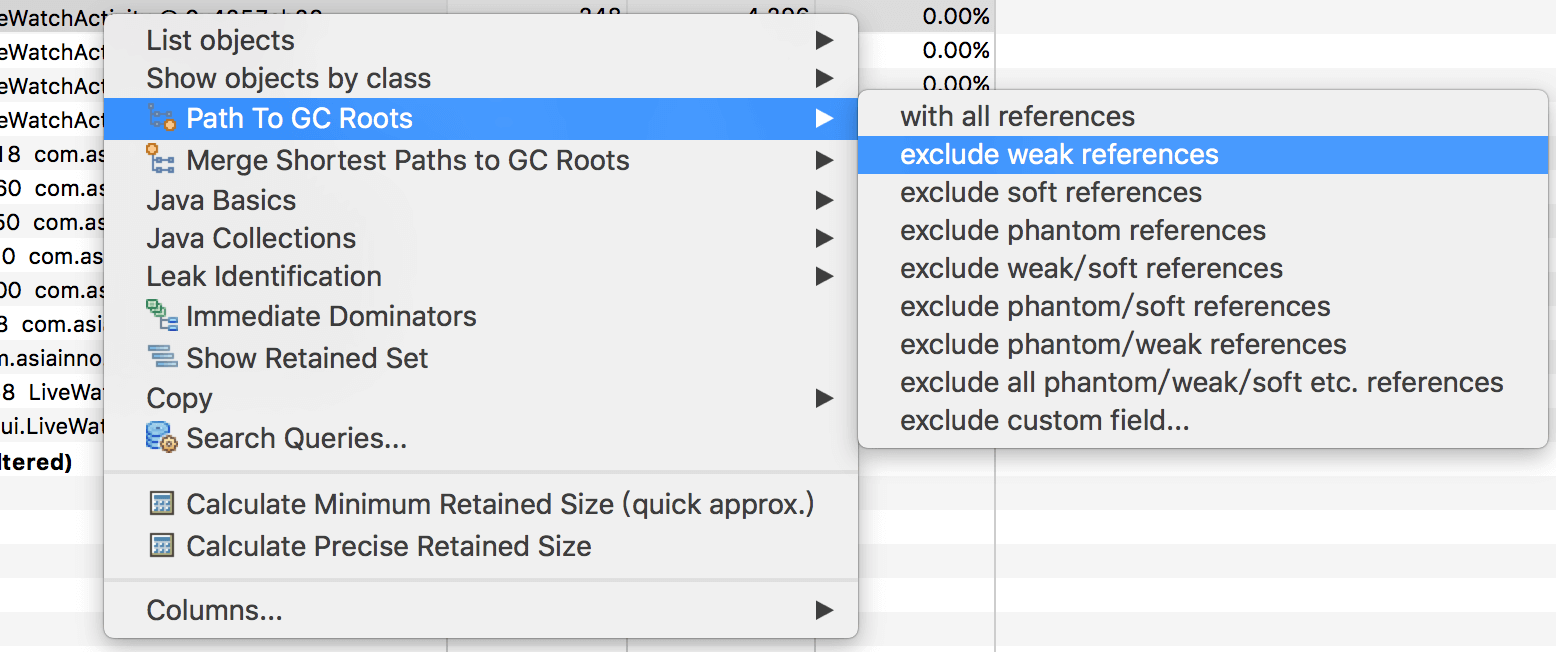 eWatchActivity @ 0x4257eb08 348 4,296 0.00%
eWatchAct 0.00%
eWatchAct 0.00%
eWatchAct
18 com.as
60 com.as
50 com.as
0 com.as
00 com.as
8 com.asi
n.asiainno
8 LiveWa
ui.LiveWat
ltered)
List objects
Show objects by class
Path To GC Roots
Merge Shortest Paths to GC Roots
Java Basics
Java Collections
Leak Identification
Immediate Dominators
Show Retained Set
Copy
Search Queries...
Calculate Minimum Retained Size (quick approx.)
Calculate Precise Retained Size
Columns...
with all references
exclude weak references
exclude soft references
exclude phantom references
exclude weak/soft references
exclude phantom/soft references
exclude phantom/weak references
exclude all phantom/weak/soft etc. references
exclude custom field...